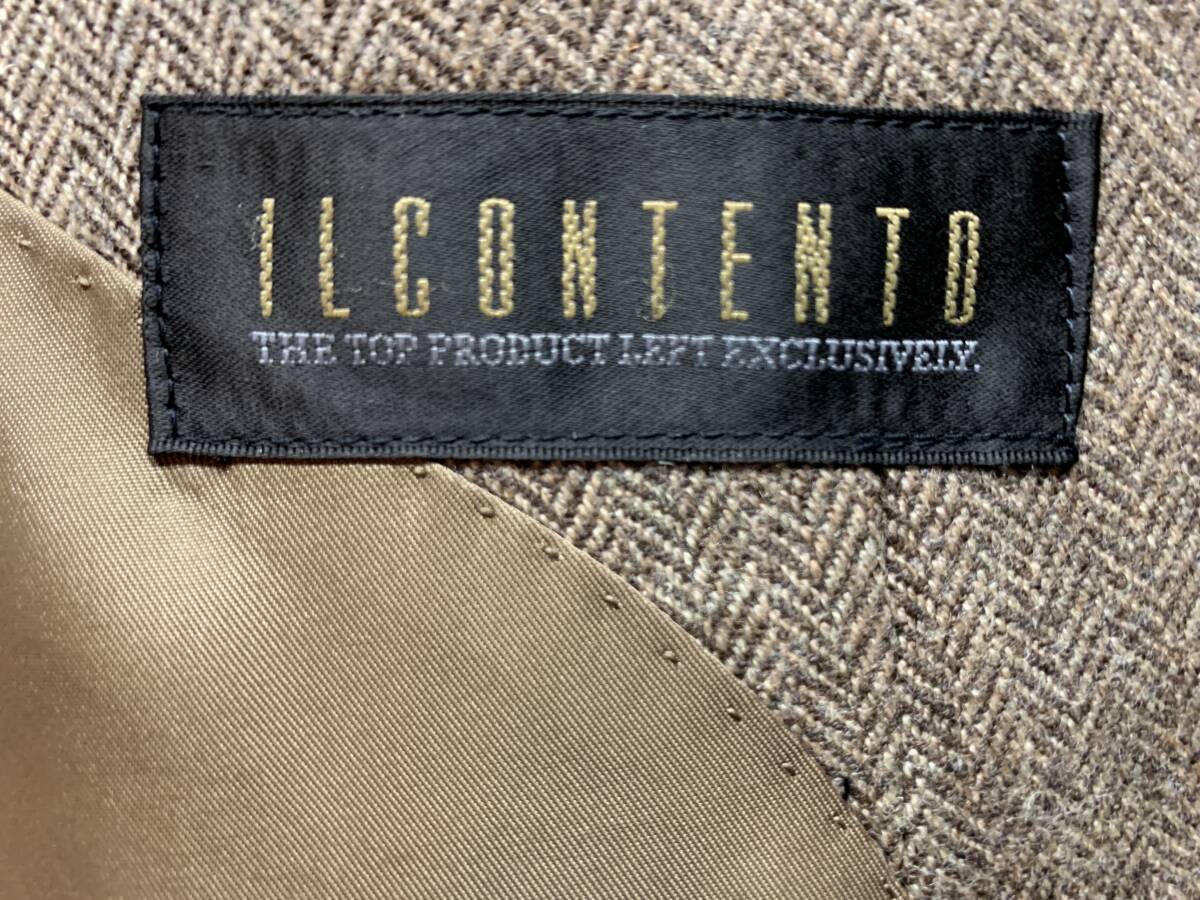 ILCONTENTO
THE TOP PRODUCT LEFT EXCLUSIVELY.